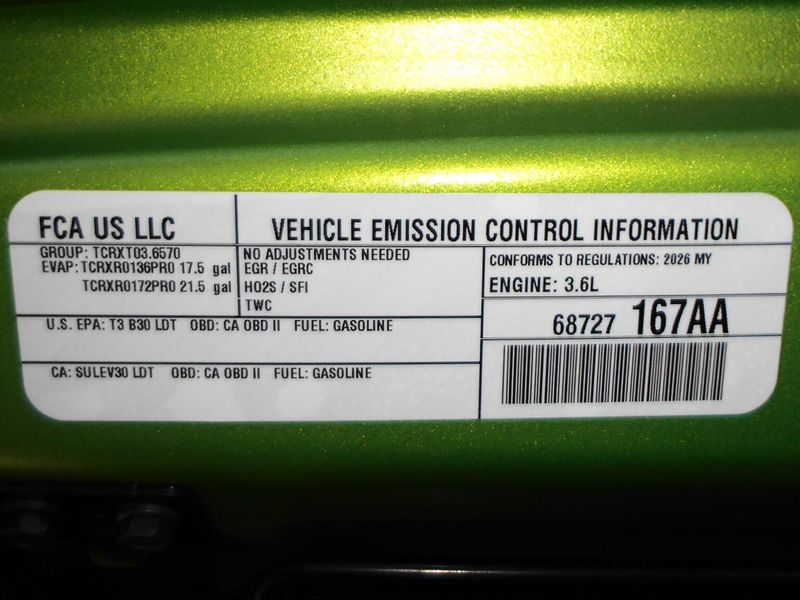 FCA US LLC
VEHICLE EMISSION CONTROL INFORMATION
GROUP: TCRXT03.6570
EVAP: TCRXR0136PR0 17.5 gal
TCRXR0172PR0 21.5 gal
NO ADJUSTMENTS NEEDED
EGR / EGRC
HO2S / SFI
TWC
CONFORMS TO REGULATIONS: 2026 MY
ENGINE: 3.6L
U.S. EPA: T3 B30 LDT OBD: CA OBD II FUEL: GASOLINE
68727 167AA
CA: SULEV30 LDT OBD: CA OBD II FUEL: GASOLINE